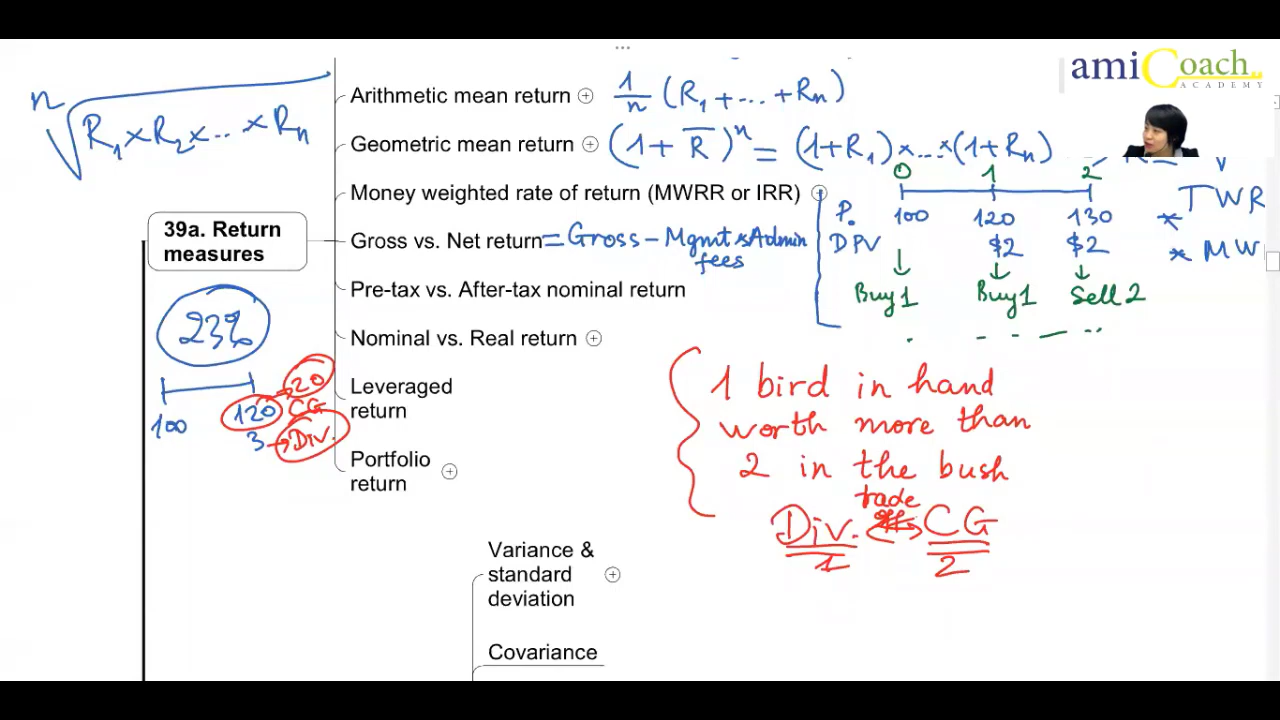 amiCoach
ACADEMY
n√ R1 × R2 × ... × Rn
Arithmetic mean return
1/n (R1 + ... + Rn)
Geometric mean return
(1 + R̅)^n = (1+R1) × ... × (1+Rn)
Money weighted rate of return (MWRR or IRR)
0 1 2
P. 100 120 130
DPV $2 $2
Buy 1 Buy 1 Sell 2
* TWR
* MW
39a. Return
measures
Gross vs. Net return = Gross - Mgmt & Admin
fees
Pre-tax vs. After-tax nominal return
23%
Nominal vs. Real return
100 120 20
CG
3 → Div.
Leveraged
return
Portfolio
return
1 bird in hand
worth more than
2 in the bush
trade
Div. CG
1 2
Variance &
standard
deviation
Covariance